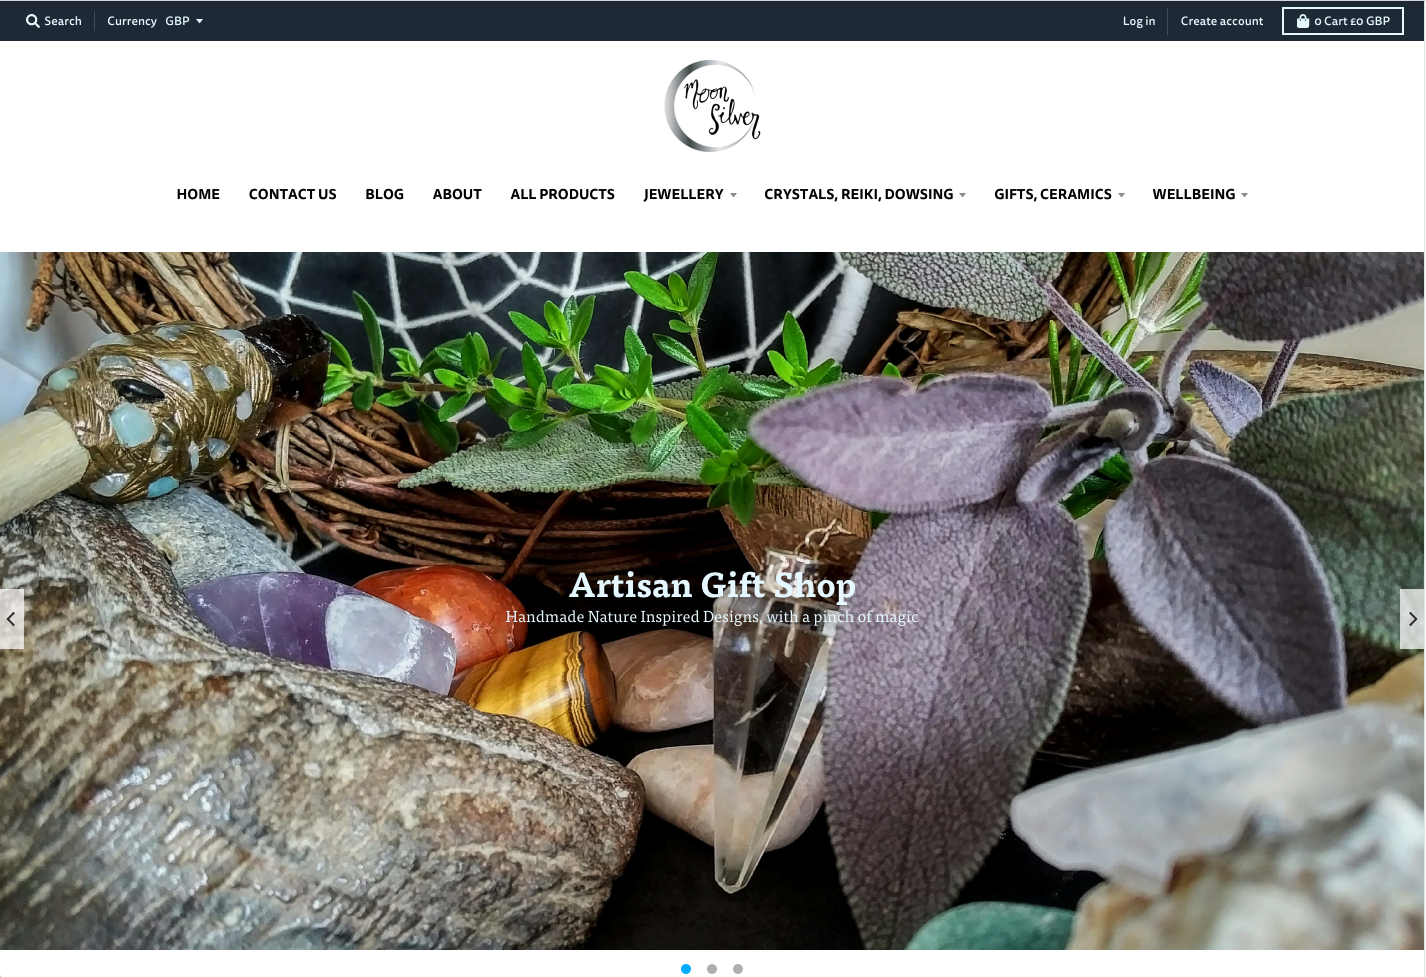 Search
Currency GBP
Log in
Create account
0 Cart £0 GBP
Moon
Silver
HOME CONTACT US BLOG ABOUT ALL PRODUCTS JEWELLERY CRYSTALS, REIKI, DOWSING GIFTS, CERAMICS WELLBEING
Artisan Gift Shop
Handmade Nature Inspired Designs, with a pinch of magic